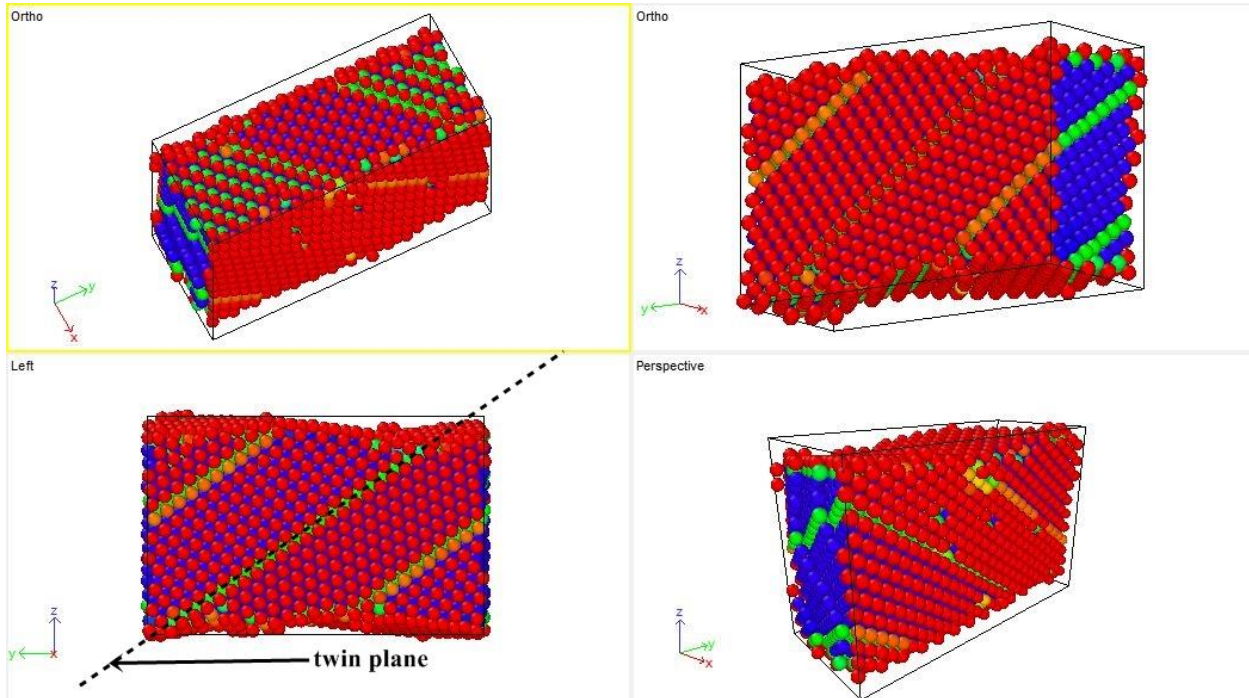 Ortho
z
y
x
Ortho
z
y
x
Left
z
y
x
twin plane
Perspective
z
y
x